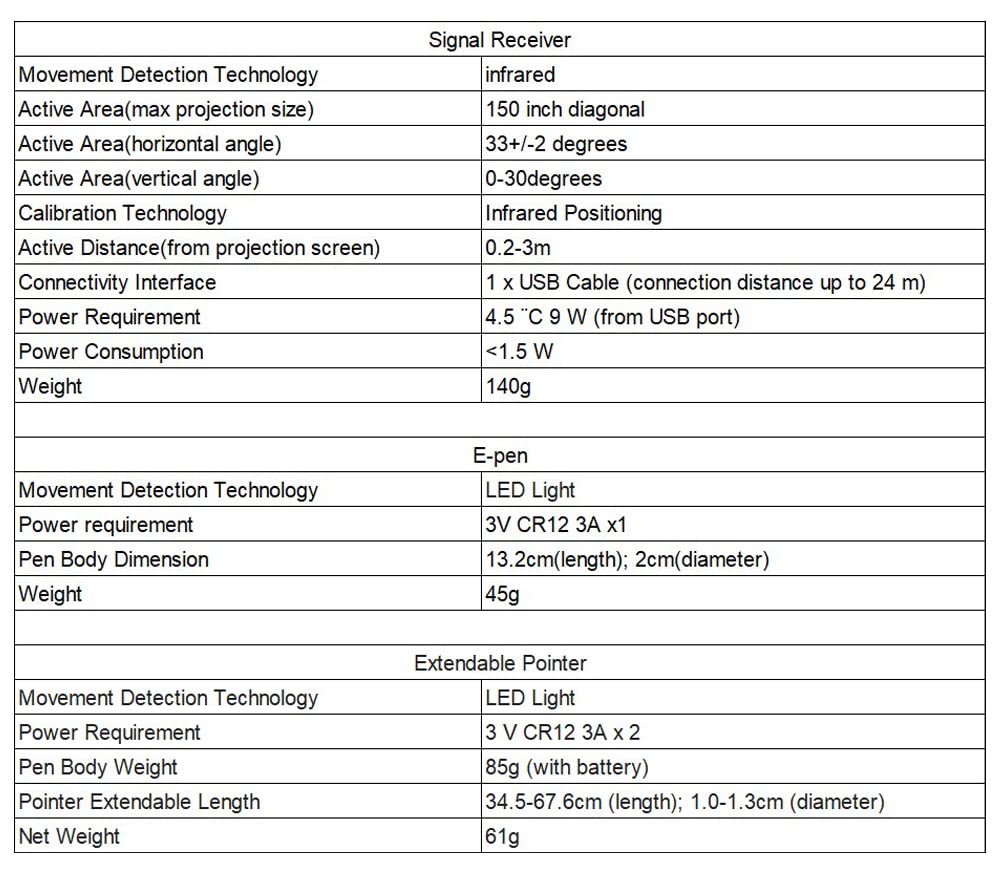 Signal Receiver
Movement Detection Technology infrared
Active Area(max projection size) 150 inch diagonal
Active Area(horizontal angle) 33+/-2 degrees
Active Area(vertical angle) 0-30degrees
Calibration Technology Infrared Positioning
Active Distance(from projection screen) 0.2-3m
Connectivity Interface 1 x USB Cable (connection distance up to 24 m)
Power Requirement 4.5 ¨C 9 W (from USB port)
Power Consumption <1.5 W
Weight 140g
E-pen
Movement Detection Technology LED Light
Power requirement 3V CR12 3A x1
Pen Body Dimension 13.2cm(length); 2cm(diameter)
Weight 45g
Extendable Pointer
Movement Detection Technology LED Light
Power Requirement 3 V CR12 3A x 2
Pen Body Weight 85g (with battery)
Pointer Extendable Length 34.5-67.6cm (length); 1.0-1.3cm (diameter)
Net Weight 61g